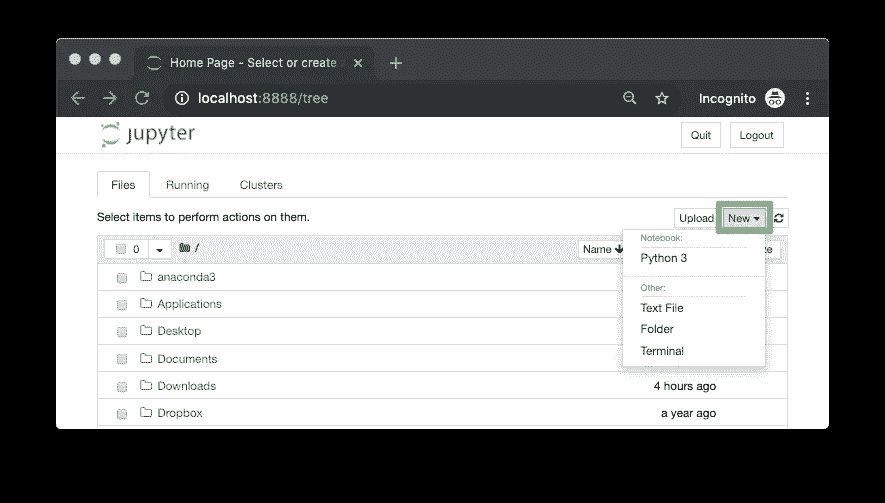 Home Page - Select or create
localhost:8888/tree
Incognito
jupyter
Quit
Logout
Files
Running
Clusters
Select items to perform actions on them.
Upload
New
0
/
Name
Notebook:
Python 3
Other:
Text File
Folder
Terminal
anaconda3
Applications
Desktop
Documents
Downloads
4 hours ago
Dropbox
a year ago